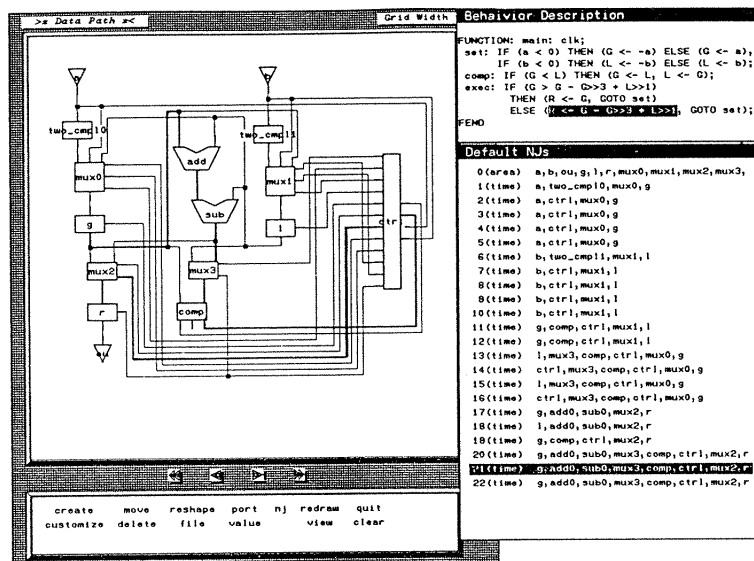 >* Data Path *<
Grid Width
a
b
two_cmpl0
two_cmpl1
add
mux0
mux1
sub
ctrl
g
l
mux2
mux3
r
comp
ou
create move reshape port nj redraw quit
customize delete file value view clear
Behaivior Description
FUNCTION: main: clk;
set: IF (a < 0) THEN (G <- -a) ELSE (G <- a),
IF (b < 0) THEN (L <- -b) ELSE (L <- b);
comp: IF (G < L) THEN (G <- L, L <- G);
exec: IF (G > G - G>>3 + L>>1)
THEN (R <- G, GOTO set)
ELSE ( <- G - G>>3 + L>>1, GOTO set);
FEND
Default NJs
0(area) a,b,ou,g,l,r,mux0,mux1,mux2,mux3,
1(time) a,two_cmpl0,mux0,g
2(time) a,ctrl,mux0,g
3(time) a,ctrl,mux0,g
4(time) a,ctrl,mux0,g
5(time) a,ctrl,mux0,g
6(time) b,two_cmpl1,mux1,l
7(time) b,ctrl,mux1,l
8(time) b,ctrl,mux1,l
9(time) b,ctrl,mux1,l
10(time) b,ctrl,mux1,l
11(time) g,comp,ctrl,mux1,l
12(time) g,comp,ctrl,mux1,l
13(time) l,mux3,comp,ctrl,mux0,g
14(time) ctrl,mux3,comp,ctrl,mux0,g
15(time) l,mux3,comp,ctrl,mux0,g
16(time) ctrl,mux3,comp,ctrl,mux0,g
17(time) g,add0,sub0,mux2,r
18(time) l,add0,sub0,mux2,r
19(time) g,comp,ctrl,mux2,r
20(time) g,add0,sub0,mux3,comp,ctrl,mux2,r
21(time) g,add0,sub0,mux3,comp,ctrl,mux2,r
22(time) g,add0,sub0,mux3,comp,ctrl,mux2,r